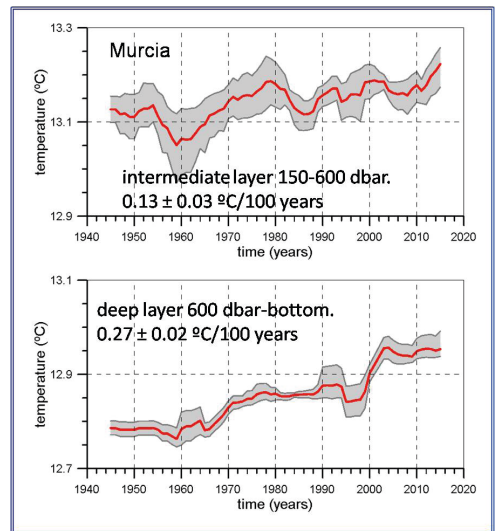 13.3
Murcia
temperature (ºC)
13.1
intermediate layer 150-600 dbar.
0.13 ± 0.03 ºC/100 years
12.9
1940 1950 1960 1970 1980 1990 2000 2010 2020
time (years)
13.1
deep layer 600 dbar-bottom.
0.27 ± 0.02 ºC/100 years
temperature (ºC)
12.9
12.7
1940 1950 1960 1970 1980 1990 2000 2010 2020
time (years)